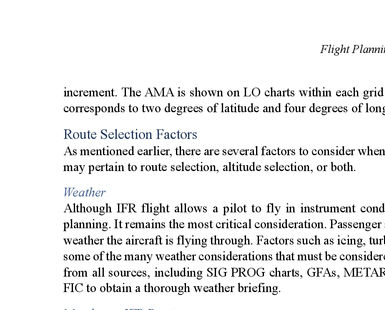 Flight Planni
increment. The AMA is shown on LO charts within each grid
corresponds to two degrees of latitude and four degrees of long
Route Selection Factors
As mentioned earlier, there are several factors to consider when
may pertain to route selection, altitude selection, or both.
Weather
Although IFR flight allows a pilot to fly in instrument cond
planning. It remains the most critical consideration. Passenger
weather the aircraft is flying through. Factors such as icing, tur
some of the many weather considerations that must be considere
from all sources, including SIG PROG charts, GFAs, METAR
FIC to obtain a thorough weather briefing.